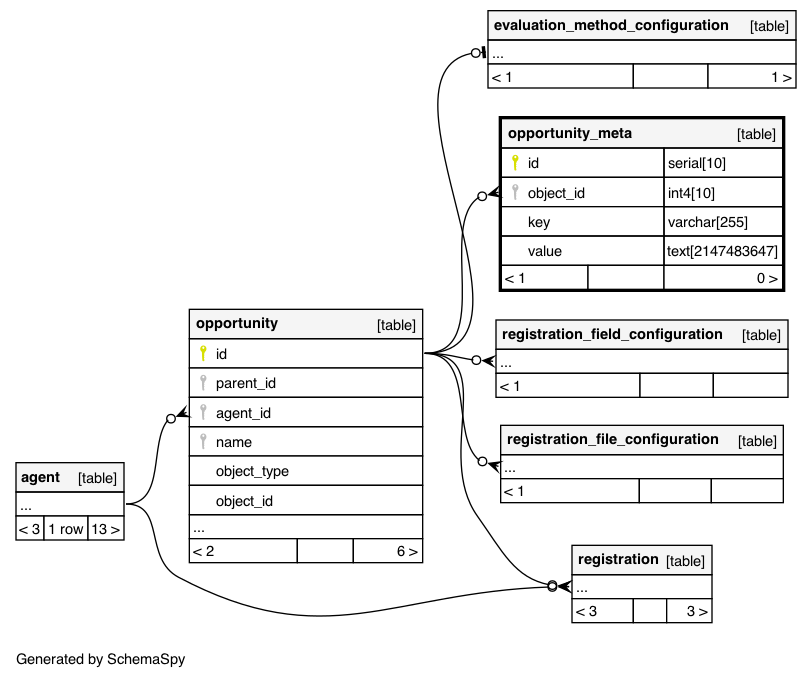 evaluation_method_configuration [table]
...
< 1 1 >
opportunity_meta [table]
id serial[10]
object_id int4[10]
key varchar[255]
value text[2147483647]
< 1 0 >
opportunity [table]
id
parent_id
agent_id
name
object_type
object_id
...
< 2 6 >
registration_field_configuration [table]
...
< 1
registration_file_configuration [table]
...
< 1
agent [table]
...
< 3 1 row 13 >
registration [table]
...
< 3 3 >
Generated by SchemaSpy